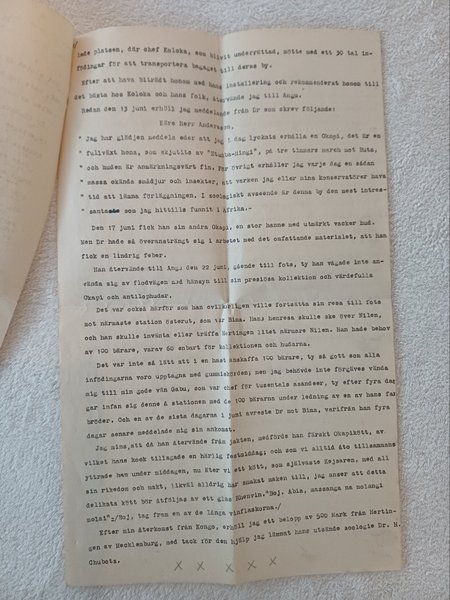 lade platsen, där chef Koloka, som blivit underrättad, mötte med ett 30 tal in-
födingar för att transportera bagaget till deras by.
Efter att hava biträdt honom med hans installering och rekomenderat honom till
det bästa hos Koloka och hans folk, återvände jag till Angu.
Redan den 13 juni erhöll jag meddelande från Dr som skrev följande:
Käre herr Andersson,
" Jag har glädjen meddela eder att jag i dag lyckats erhålla en Okapi, det är en
" fullväxt hona, som skjutits av "Ntumba-Mingi", på tre timmars march mot Buta,
" och huden är anmärkningsvärt fin. För övrigt erhåller jag varje dag en sådan
" massa okända smådjur och insekter, att varken jag eller mina konservatörer hava
" tid att lämna förläggningen. I zoologiskt avseende är denna by den mest intres-
" santaste som jag hittills funnit i Afrika.-
Den 17 juni fick han sin andra Okapi, en stor hanne med utmärkt vacker hud.
Men Dr hade så överansträngt sig i arbetet med det omfattande materialet, att han
fick en lindrig feber.
Han återvände till Angu den 22 juni, gående till fots, ty han vågade inte an-
vända sig av flodvägen med hänsyn till sin presiösa kollektion och värdefulla
Okapi och antilophudar.
Det var också härför som han ovilkorligen ville fortsätta sin resa till fots
mot närmaste station österut, som var Bima. Hans henresa skulle ske över Nilen,
och han skulle invänta eller träffa Hertingen litet närmare Nilen. Han hade behov
av 100 bärare, varav 60 enbart för kollektionen och hudarna.
Det var inte så lätt att i en hast anskaffa 100 bärare, ty så gott som alla
infödingarna voro upptagna med gummiskörden; men jag behövde inte förgäves vända
mig till min gode vän Gabu, som var chef för tusentals asandeer, ty efter fyra dag
gar infan sig denne å stationen med de 100 bärarna under ledning av en av hans fax
bröder. Och en av de sista dagarna i juni avreste Dr mot Bima, varifrån han fyra
dagar senare meddelade mig sin ankomst.
Jag mins, att då han återvände från jakten, medförde han färskt Okapikött, av
vilket hans kock tillagade en härlig festmiddag; och som vi alltid åto tillsammans
yttrade han under middagen, nu äter vi ett kött, som självaste Kejsaren, med all
sin rikedom och makt, likväl aldrig har smakat maken till, jag anser att detta
delikata kött bör åtföljas av ett glas Rhenvin."Boj, Abia, massanga na molangi
molai"./Boj, tag fram en av de långa vinflaskorna./
Efter min återkomst från Kongo, erhöll jag ett belopp av 500 Mark från Hertin-
gen av Mecklenburg, med tack för den hjälp jag lämnat hans utsände zoologie Dr. H.
Chubots.
X X X X X